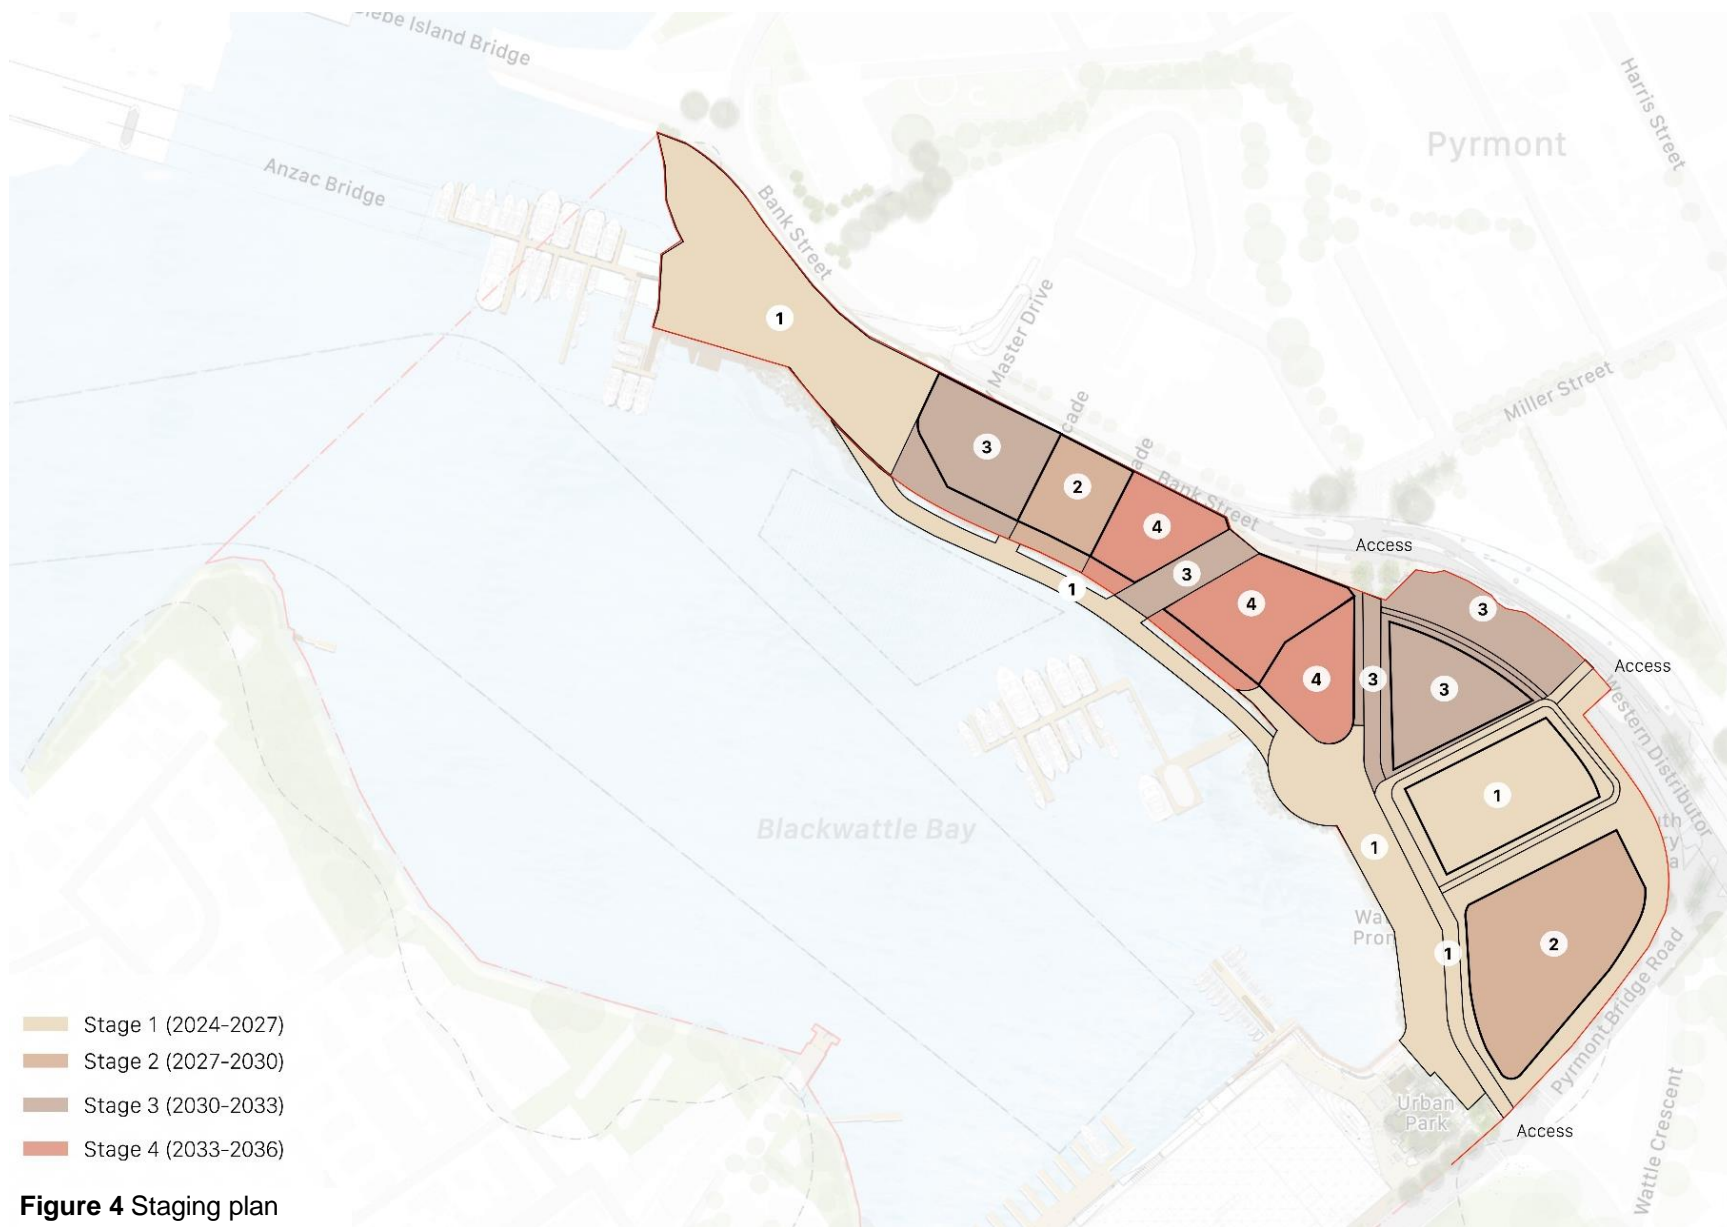 Island Bridge
Harris Street
Pyrmont
Anzac Bridge
Bank Street
1
Master Drive
Miller Street
3
cade
2
ade
Bank Street
4
Access
3
1
4
3
Access
4
3
3
Western Distributor
1
Blackwattle Bay
1
2
1
Pyrmont Bridge Road
Urban
Park
Access
Wattle Crescent
Stage 1 (2024-2027)
Stage 2 (2027-2030)
Stage 3 (2030-2033)
Stage 4 (2033-2036)
Figure 4 Staging plan